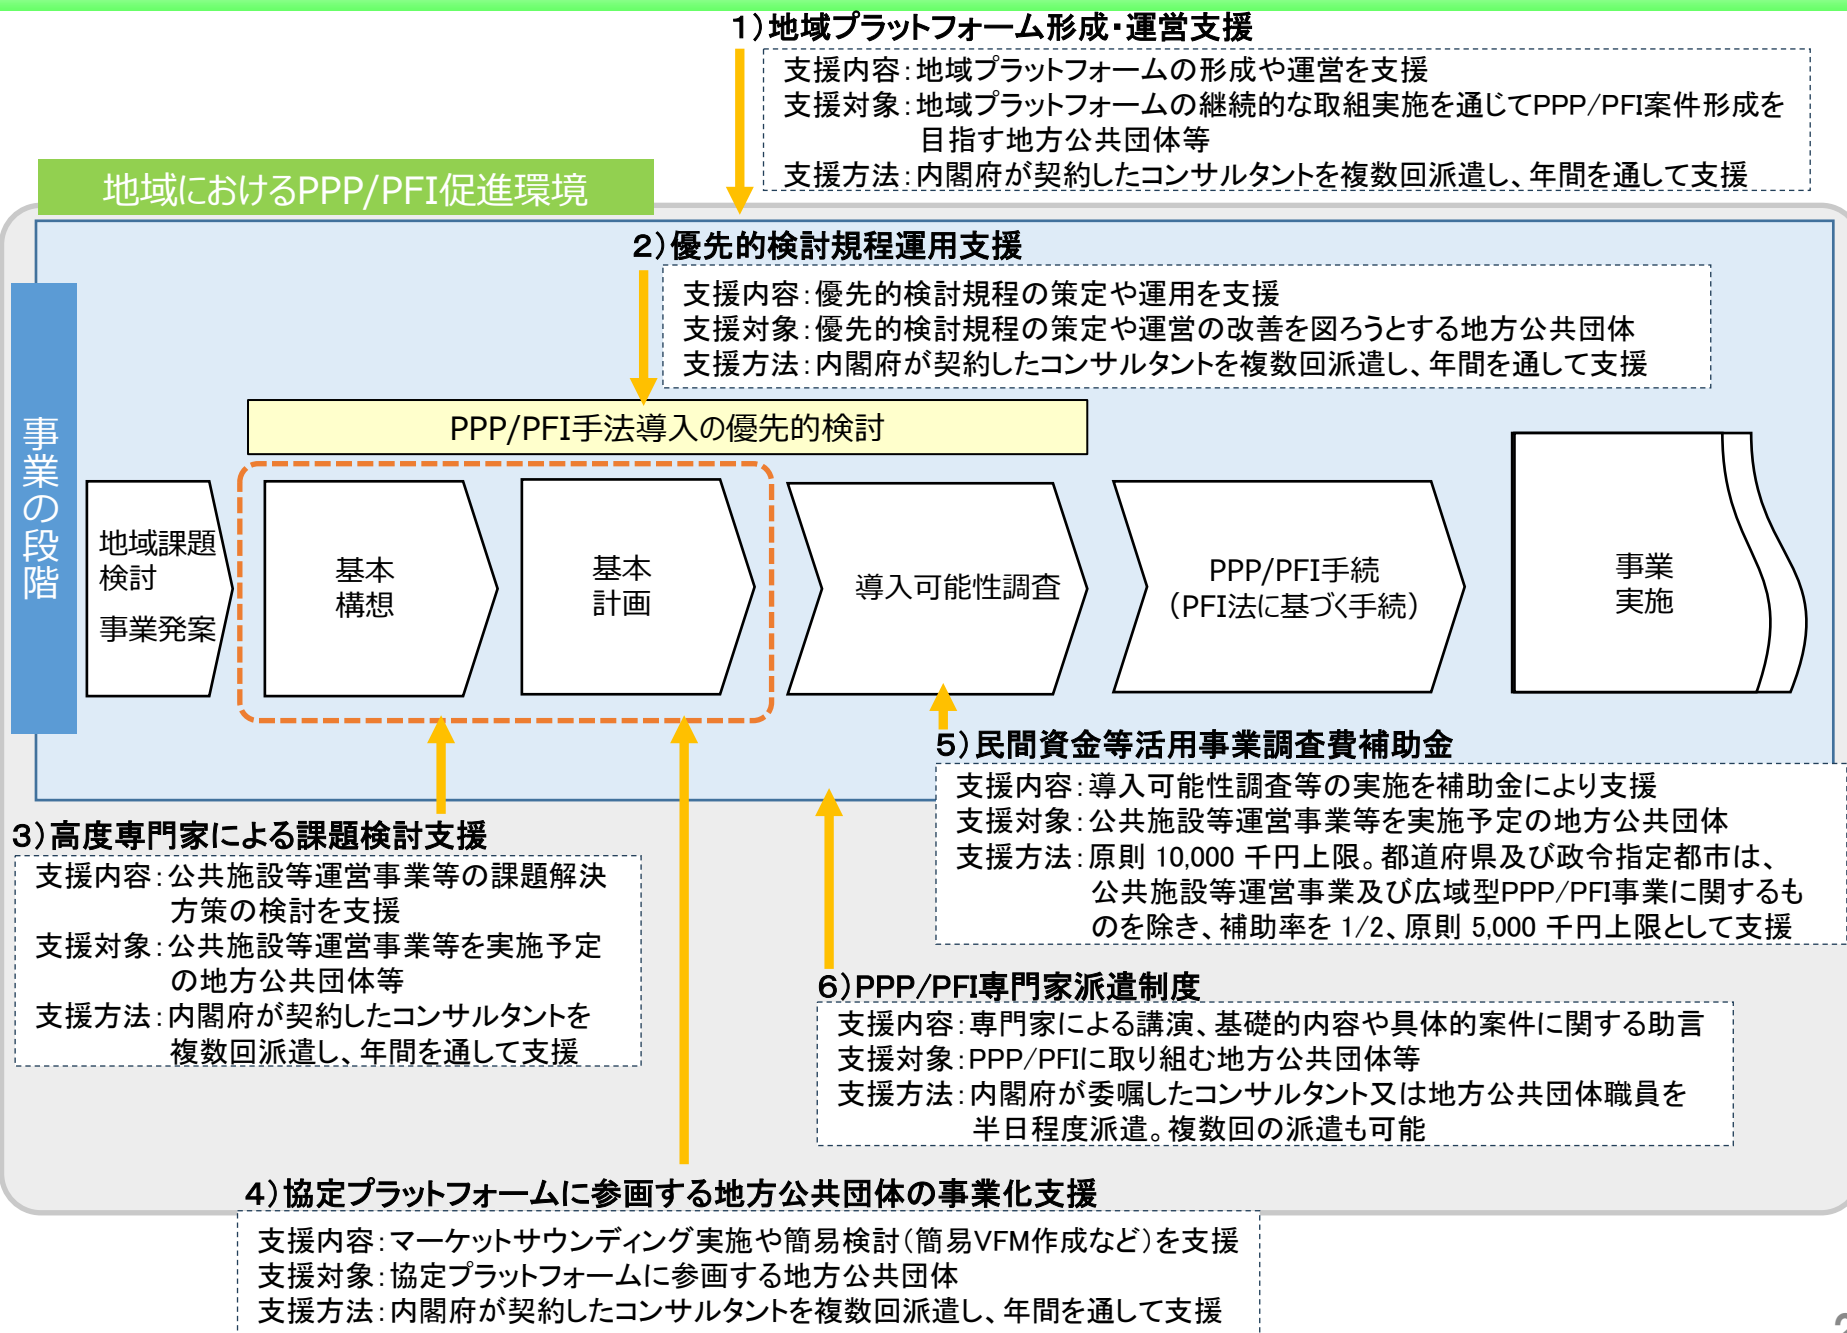 1）地域プラットフォーム形成・運営支援
支援内容：地域プラットフォームの形成や運営を支援
支援対象：地域プラットフォームの継続的な取組実施を通じてPPP/PFI案件形成を
目指す地方公共団体等
支援方法：内閣府が契約したコンサルタントを複数回派遣し、年間を通して支援
地域におけるPPP/PFI促進環境
2）優先的検討規程運用支援
支援内容：優先的検討規程の策定や運用を支援
支援対象：優先的検討規程の策定や運営の改善を図ろうとする地方公共団体
支援方法：内閣府が契約したコンサルタントを複数回派遣し、年間を通して支援
事業の段階
PPP/PFI手法導入の優先的検討
地域課題
検討
事業発案
基本
構想
基本
計画
導入可能性調査
PPP/PFI手続
（PFI法に基づく手続）
事業
実施
5）民間資金等活用事業調査費補助金
支援内容：導入可能性調査等の実施を補助金により支援
支援対象：公共施設等運営事業等を実施予定の地方公共団体
支援方法：原則 10,000 千円上限。都道府県及び政令指定都市は、
公共施設等運営事業及び広域型PPP/PFI事業に関するも
のを除き、補助率を 1/2、原則 5,000 千円上限として支援
3）高度専門家による課題検討支援
支援内容：公共施設等運営事業等の課題解決
方策の検討を支援
支援対象：公共施設等運営事業等を実施予定
の地方公共団体等
支援方法：内閣府が契約したコンサルタントを
複数回派遣し、年間を通して支援
6）PPP/PFI専門家派遣制度
支援内容：専門家による講演、基礎的内容や具体的案件に関する助言
支援対象：PPP/PFIに取り組む地方公共団体等
支援方法：内閣府が委嘱したコンサルタント又は地方公共団体職員を
半日程度派遣。複数回の派遣も可能
4）協定プラットフォームに参画する地方公共団体の事業化支援
支援内容：マーケットサウンディング実施や簡易検討（簡易VFM作成など）を支援
支援対象：協定プラットフォームに参画する地方公共団体
支援方法：内閣府が契約したコンサルタントを複数回派遣し、年間を通して支援